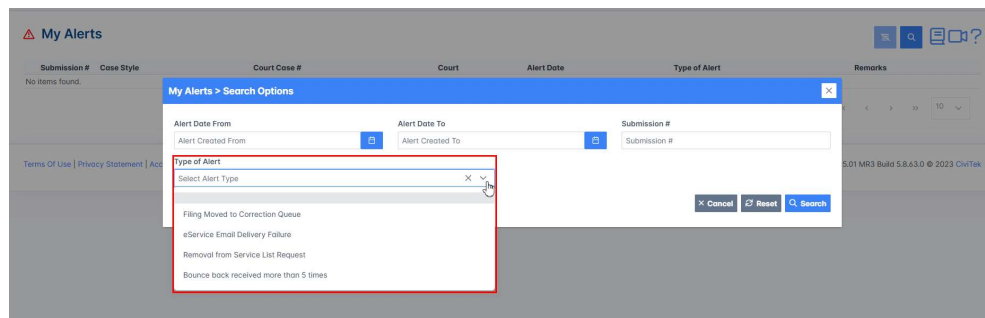 My Alerts
Submission # Case Style Court Case # Court Alert Date Type of Alert Remarks
No items found.
My Alerts > Search Options
10
Alert Date From Alert Date To Submission #
Alert Created From Alert Created To Submission #
Type of Alert
Select Alert Type
Terms Of Use | Privacy Statement | Acc
5.01 MR3 Build 5.8.63.0 © 2023 CiviTek
Cancel Reset Search
Filing Moved to Correction Queue
eService Email Delivery Failure
Removal from Service List Request
Bounce back received more than 5 times